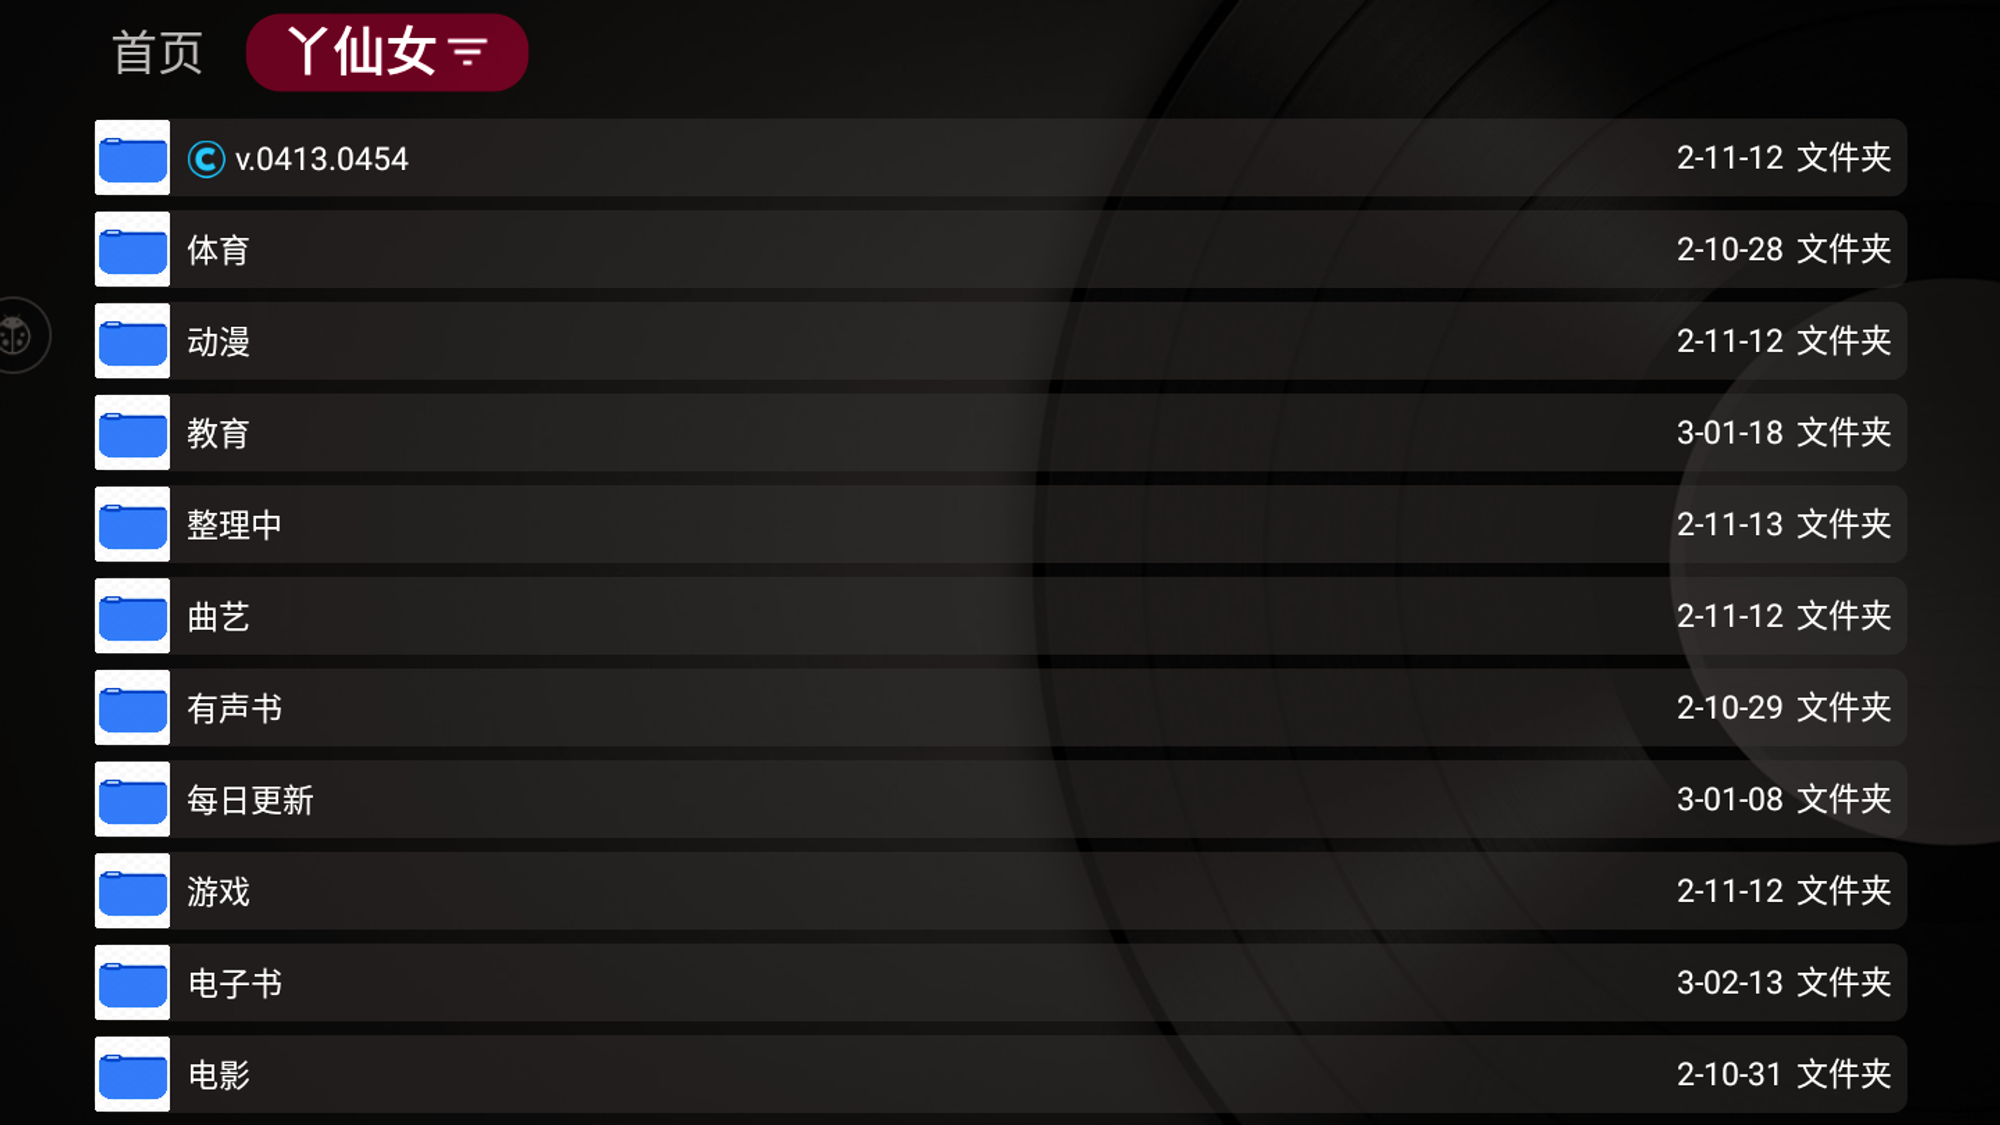 首页 丫仙女
© v.0413.0454 2-11-12 文件夹
体育 2-10-28 文件夹
动漫 2-11-12 文件夹
教育 3-01-18 文件夹
整理中 2-11-13 文件夹
曲艺 2-11-12 文件夹
有声书 2-10-29 文件夹
每日更新 3-01-08 文件夹
游戏 2-11-12 文件夹
电子书 3-02-13 文件夹
电影 2-10-31 文件夹